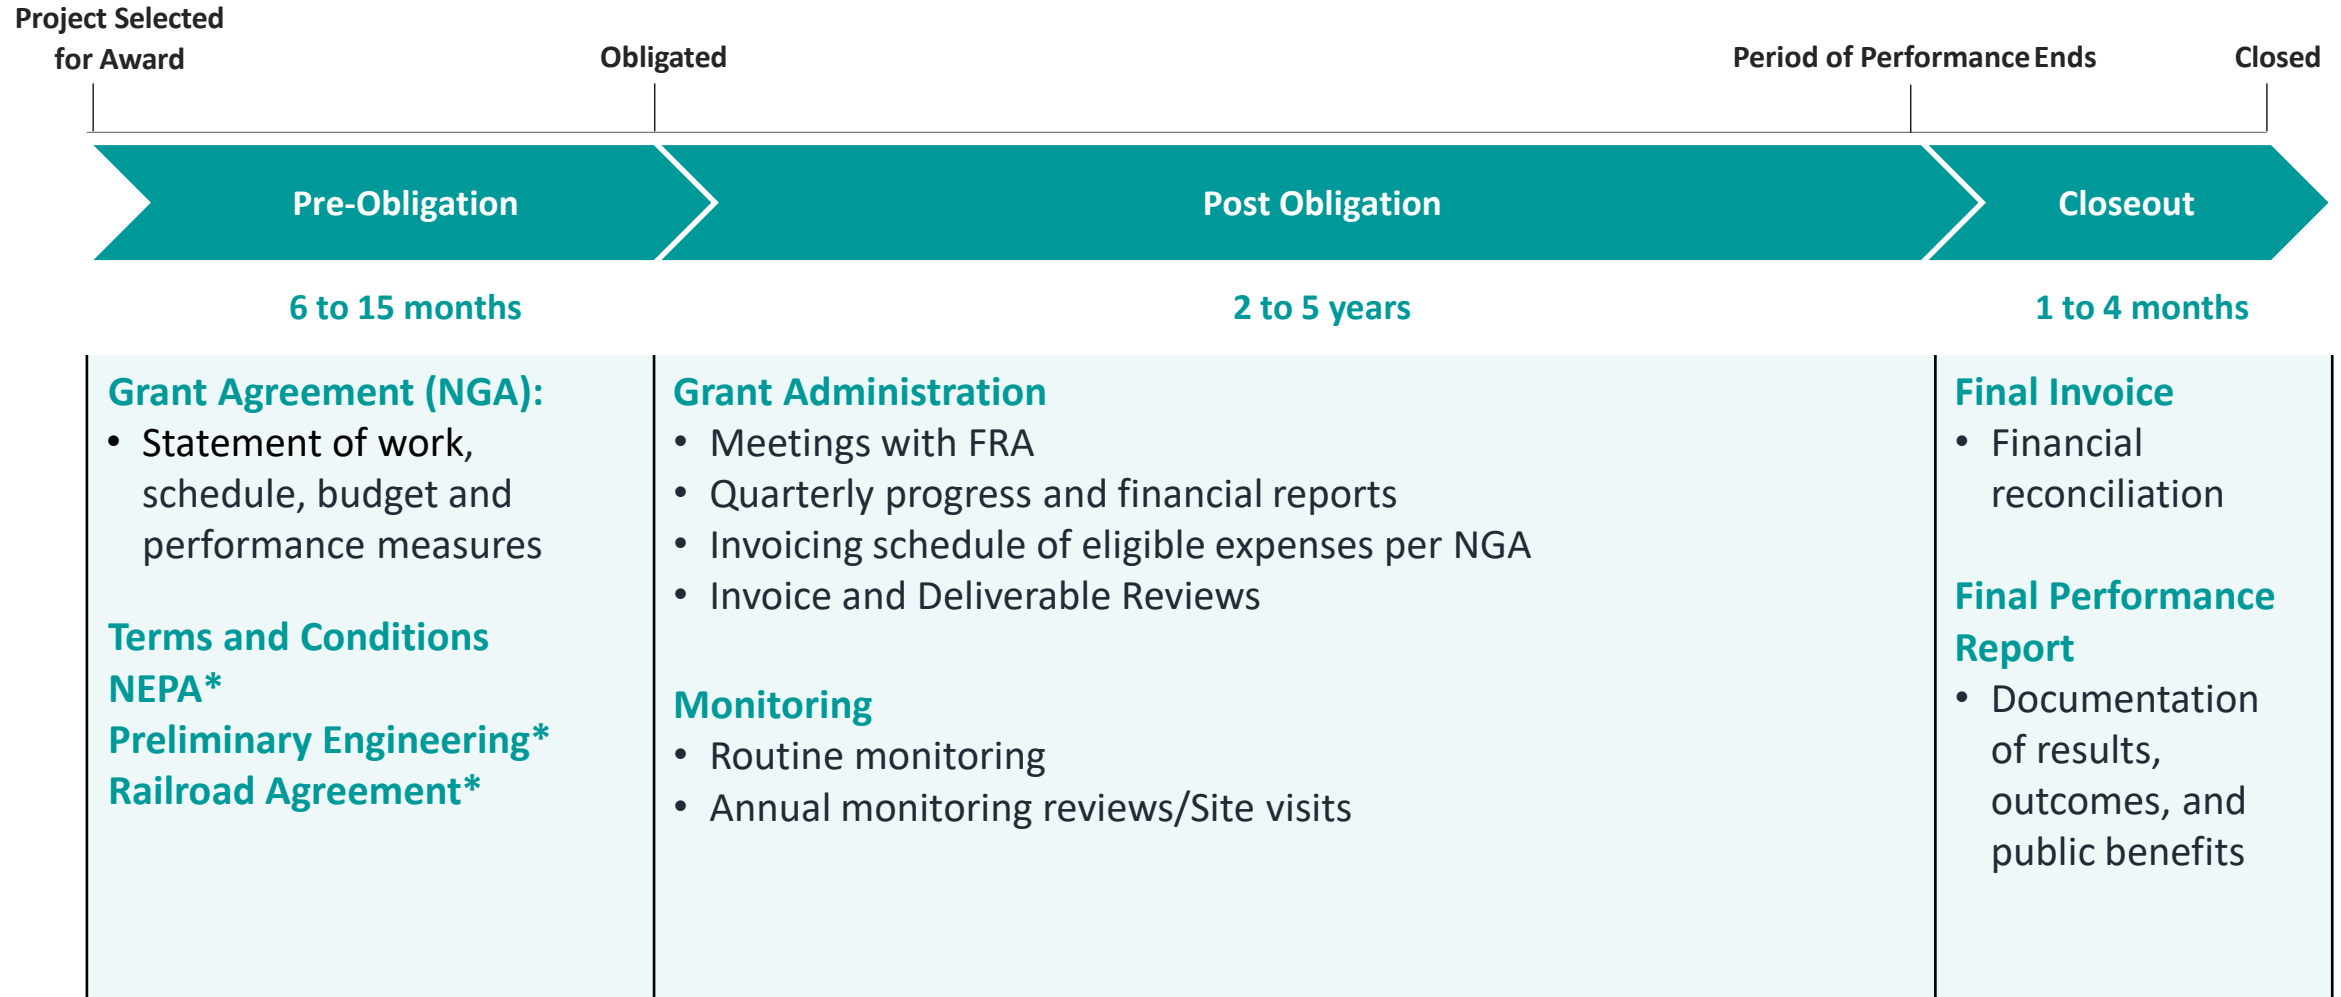 Project Selected
for Award
Obligated
Period of Performance Ends
Closed
Pre-Obligation
Post Obligation
Closeout
6 to 15 months
2 to 5 years
1 to 4 months
Grant Agreement (NGA):
• Statement of work,
schedule, budget and
performance measures
Terms and Conditions
NEPA*
Preliminary Engineering*
Railroad Agreement*
Grant Administration
• Meetings with FRA
• Quarterly progress and financial reports
• Invoicing schedule of eligible expenses per NGA
• Invoice and Deliverable Reviews
Monitoring
• Routine monitoring
• Annual monitoring reviews/Site visits
Final Invoice
• Financial
reconciliation
Final Performance
Report
• Documentation
of results,
outcomes, and
public benefits